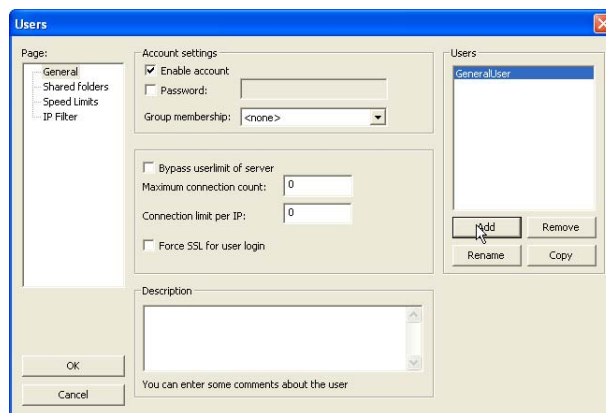 Users
Page:
General
Shared folders
Speed Limits
IP Filter
OK
Cancel
Account settings
Enable account
Password:
Group membership: <none>
Bypass userlimit of server
Maximum connection count: 0
Connection limit per IP: 0
Force SSL for user login
Description
You can enter some comments about the user
Users
GeneralUser
Add Remove
Rename Copy